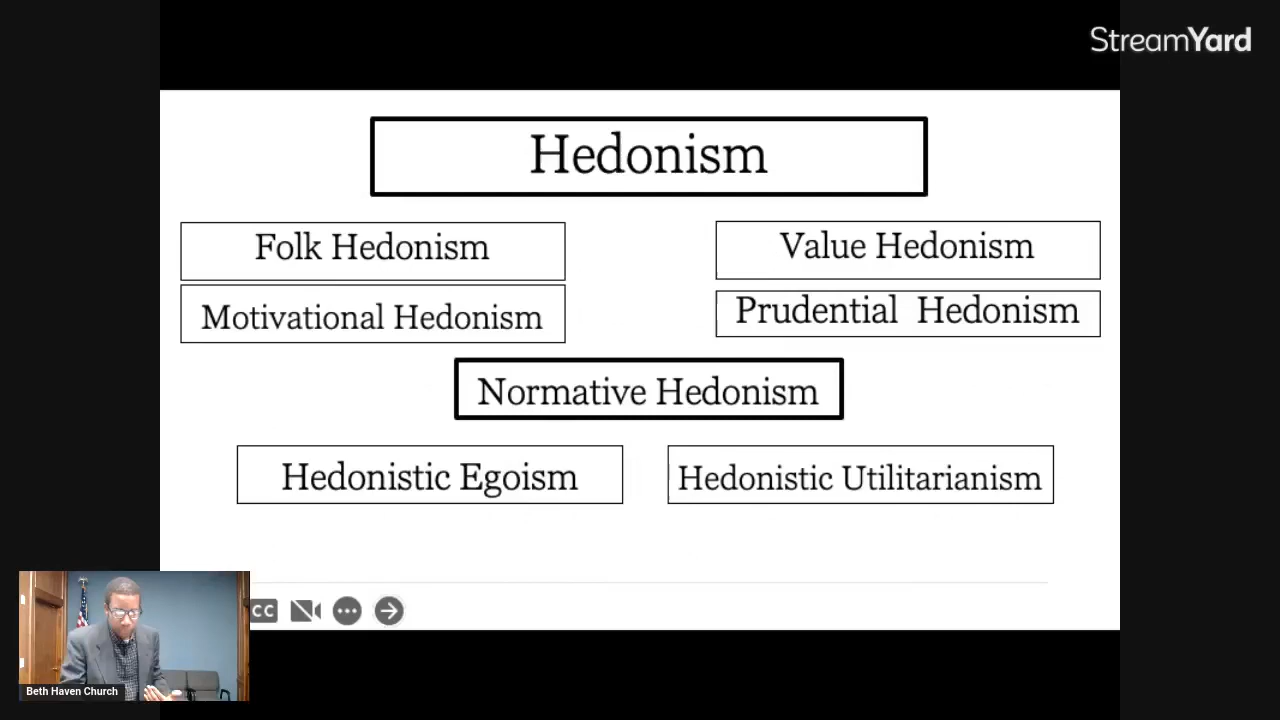 StreamYard
Hedonism
Folk Hedonism
Value Hedonism
Motivational Hedonism
Prudential Hedonism
Normative Hedonism
Hedonistic Egoism
Hedonistic Utilitarianism
CC
Beth Haven Church